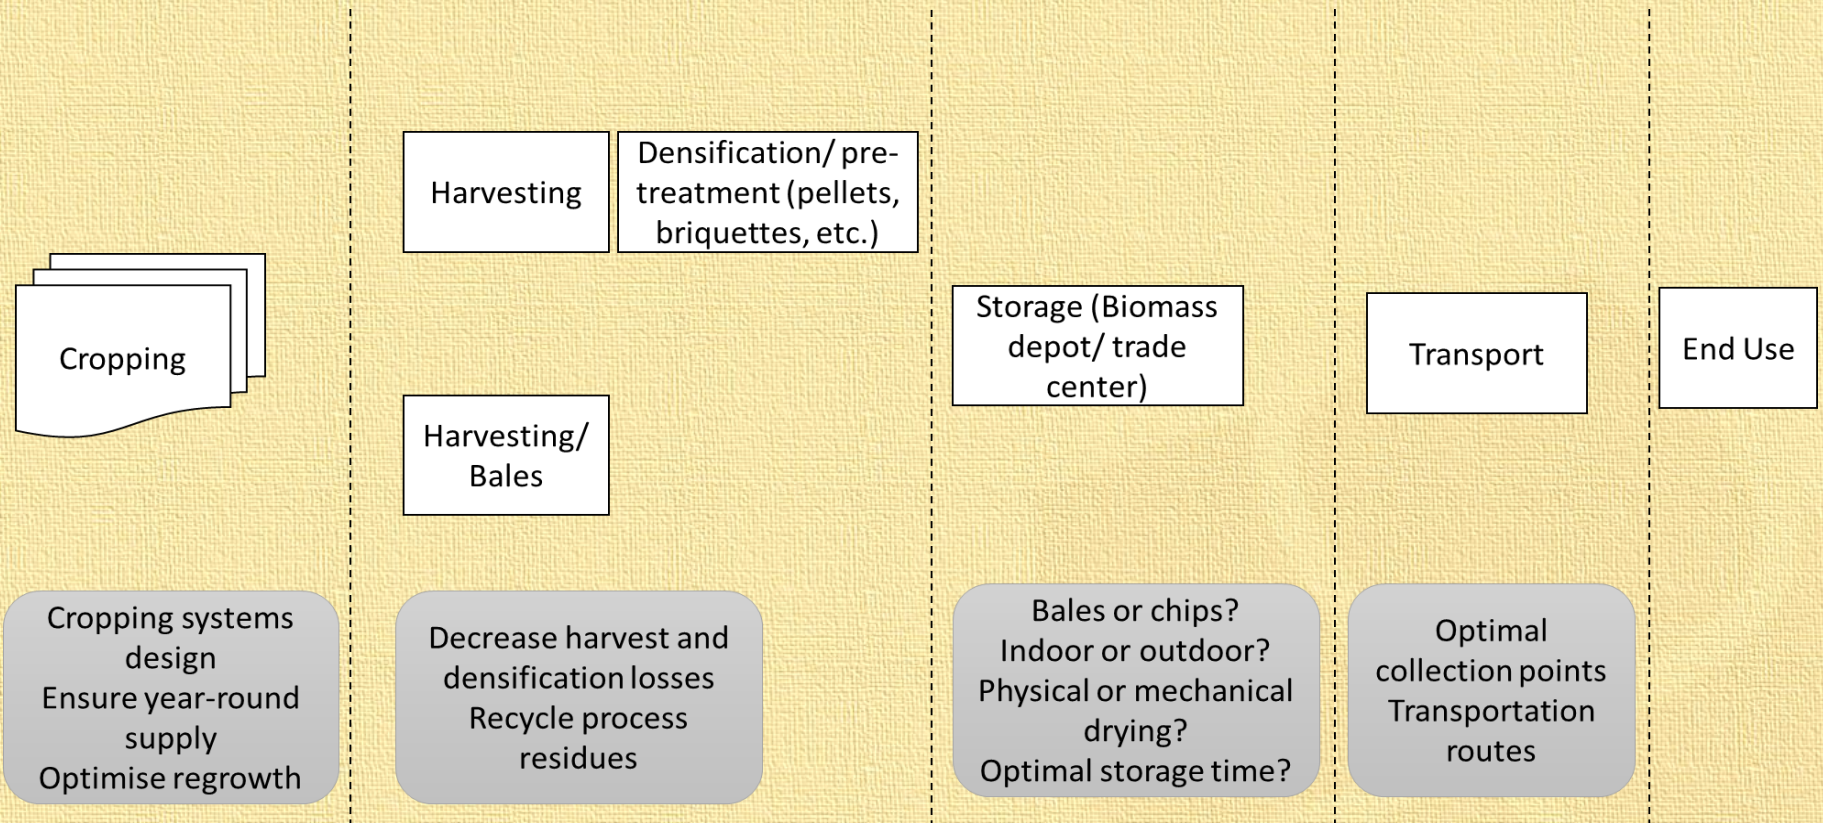 Cropping
Harvesting
Densification/ pre-
treatment (pellets,
briquettes, etc.)
Harvesting/
Bales
Storage (Biomass
depot/ trade
center)
Transport
End Use
Cropping systems
design
Ensure year-round
supply
Optimise regrowth
Decrease harvest and
densification losses
Recycle process
residues
Bales or chips?
Indoor or outdoor?
Physical or mechanical
drying?
Optimal storage time?
Optimal
collection points
Transportation
routes